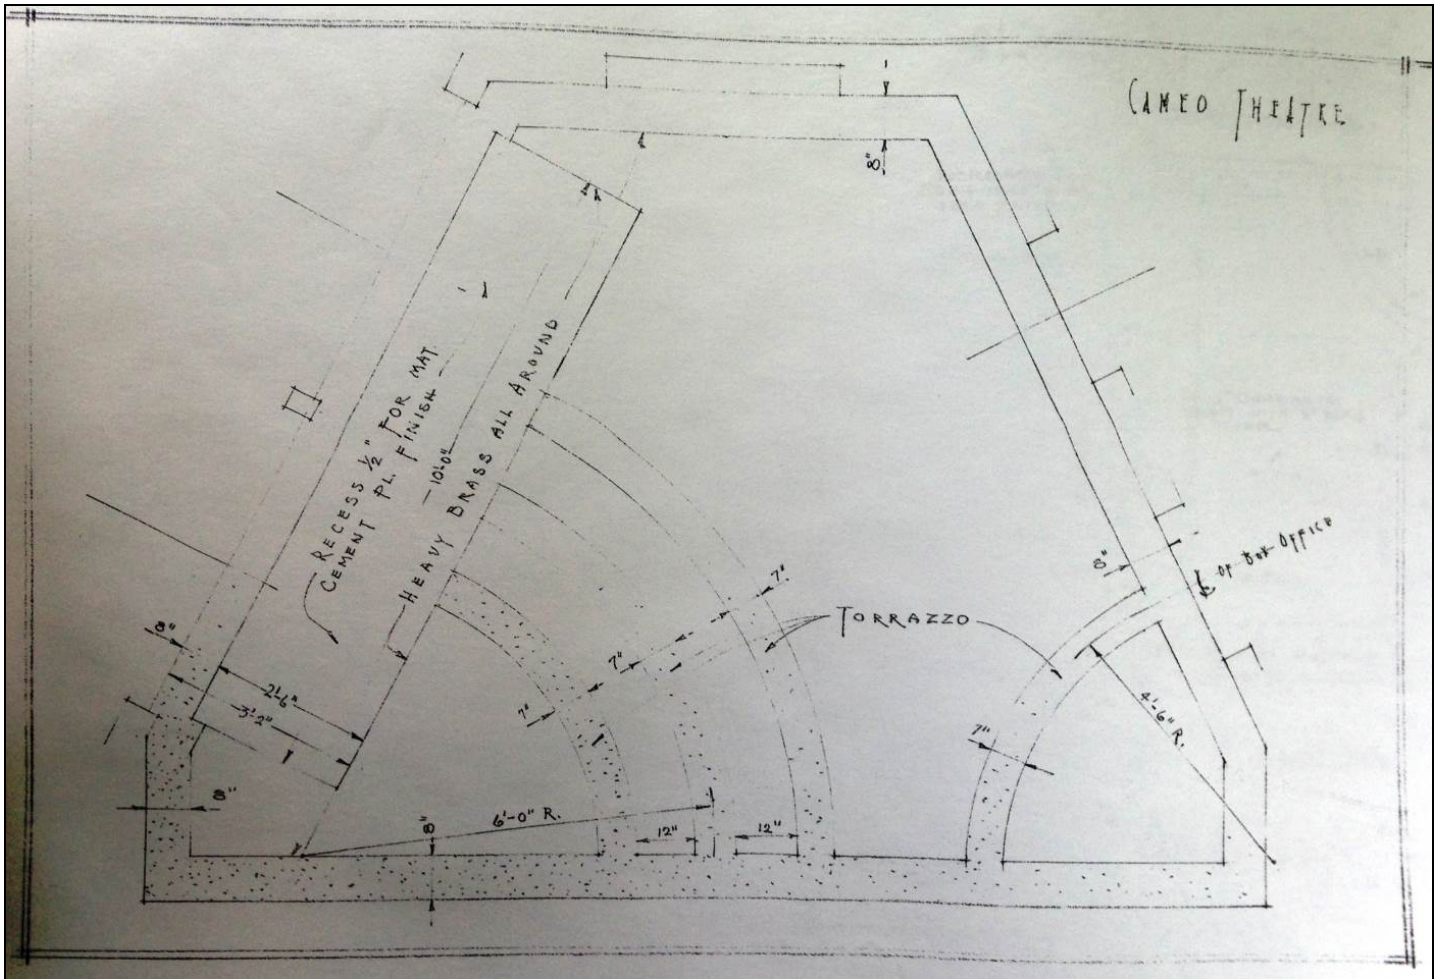 CAMEO THEATRE
8"
RECESS 1/2" FOR MAT
CEMENT PL. FINISH
10'-0"
HEAVY BRASS ALL AROUND
8"
OF BOX OFFICE
7"
TORRAZZO
8"
7"
2'-6"
3'-2"
7"
4'-6" R.
7"
8"
8"
6'-0" R.
12"
12"